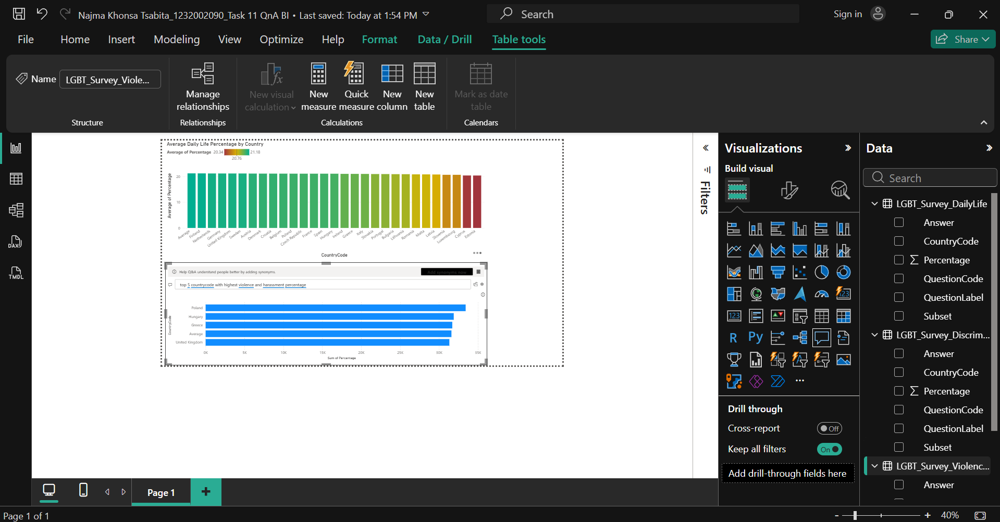 Najma Khonsa Tsabita_1232002090_Task 11 QnA BI • Last saved: Today at 1:54 PM
Search
Sign in
File Home Insert Modeling View Optimize Help Format Data / Drill Table tools
Share
Name LGBT_Survey_Viole...
Structure
Manage relationships
Relationships
New visual calculation
New measure
Quick measure
New column
New table
Calculations
Mark as date table
Calendars
Average Daily Life Percentage by Country
Average of Percentage 20.34 21.18
20.76
Average of Percentage
20
10
0
Average Finland Netherlands Germany United Kingdom Sweden Austria Denmark Croatia Belgium Poland Czech Republic France Spain Hungary Ireland Greece Italy Slovakia Portugal Bulgaria Lithuania Romania Malta Latvia Slovenia Luxembourg Cyprus Estonia
CountryCode
Help Q&A understand people better by adding synonyms.
Add synonyms now
top 5 countrycode with highest violence and harassment percentage
CountryCode
Poland
Hungary
Greece
Average
United Kingdom
0K 5K 10K 15K 20K 25K 30K 35K
Sum of Percentage
Filters
Visualizations
Build visual
123
123
R
Py
Drill through
Cross-report Off
Keep all filters On
Add drill-through fields here
Data
Search
LGBT_Survey_DailyLife
Answer
CountryCode
Σ Percentage
QuestionCode
QuestionLabel
Subset
LGBT_Survey_Discrim...
Answer
CountryCode
Σ Percentage
QuestionCode
QuestionLabel
Subset
LGBT_Survey_Violenc...
Answer
DAX
TMDL
Page 1
+
Page 1 of 1
- + 40%